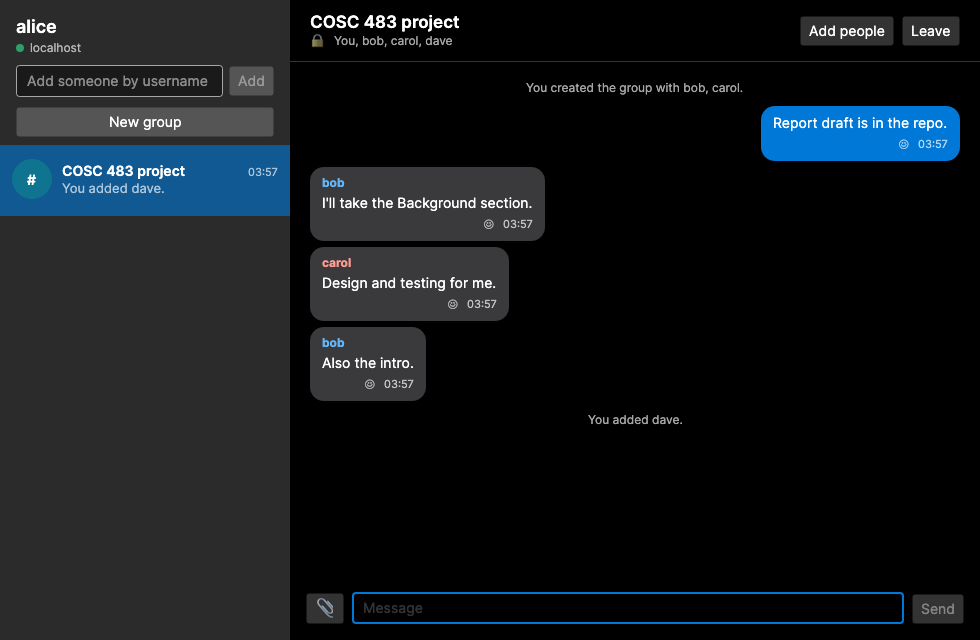 alice
localhost
Add someone by username
Add
New group
#
COSC 483 project
03:57
You added dave.
COSC 483 project
You, bob, carol, dave
Add people
Leave
You created the group with bob, carol.
Report draft is in the repo.
03:57
bob
I'll take the Background section.
03:57
carol
Design and testing for me.
03:57
bob
Also the intro.
03:57
You added dave.
Message
Send